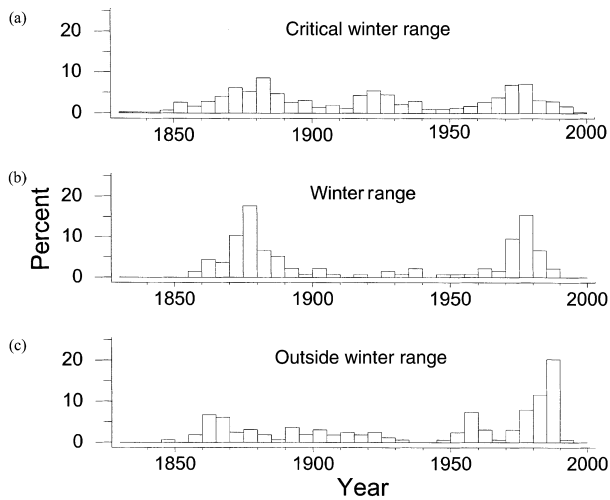 (a)
Critical winter range
20
10
0
1850 1900 1950 2000
(b)
Winter range
20
10
0
1850 1900 1950 2000
Percent
(c)
Outside winter range
20
10
0
1850 1900 1950 2000
Year